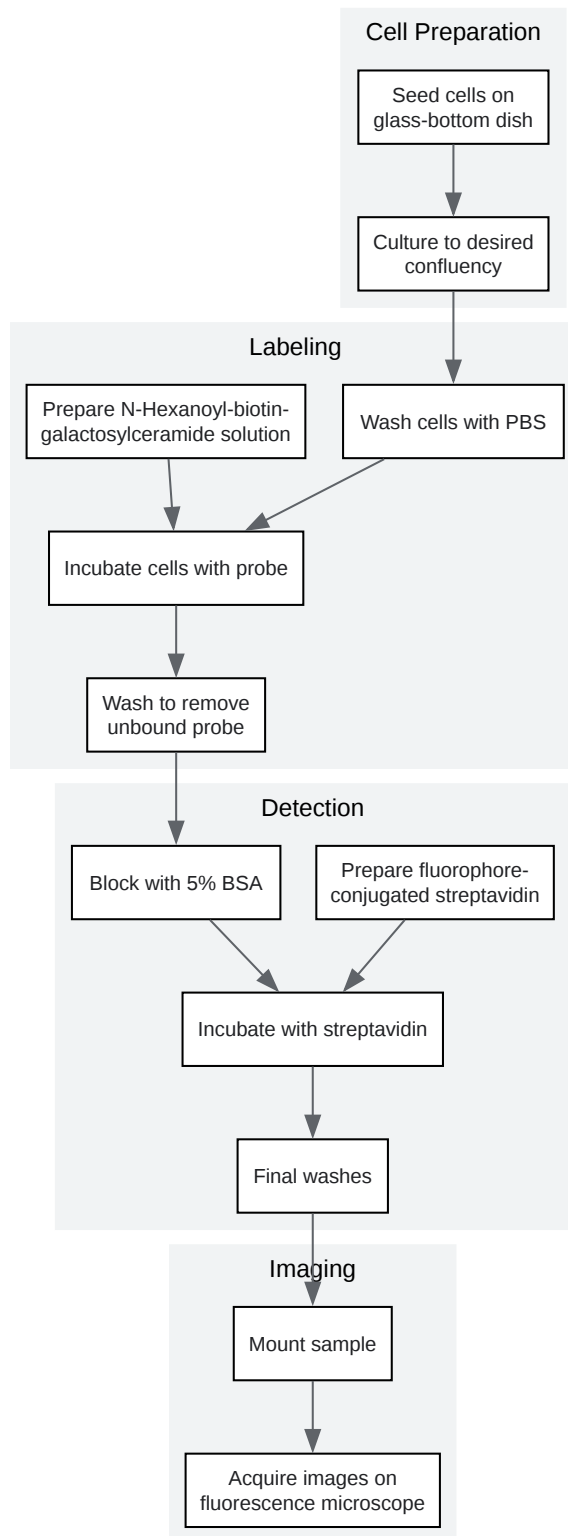 Cell Preparation
Seed cells on
glass-bottom dish
Culture to desired
confluency
Labeling
Prepare N-Hexanoyl-biotin-
galactosylceramide solution
Wash cells with PBS
Incubate cells with probe
Wash to remove
unbound probe
Detection
Block with 5% BSA
Prepare fluorophore-
conjugated streptavidin
Incubate with streptavidin
Final washes
Imaging
Mount sample
Acquire images on
fluorescence microscope